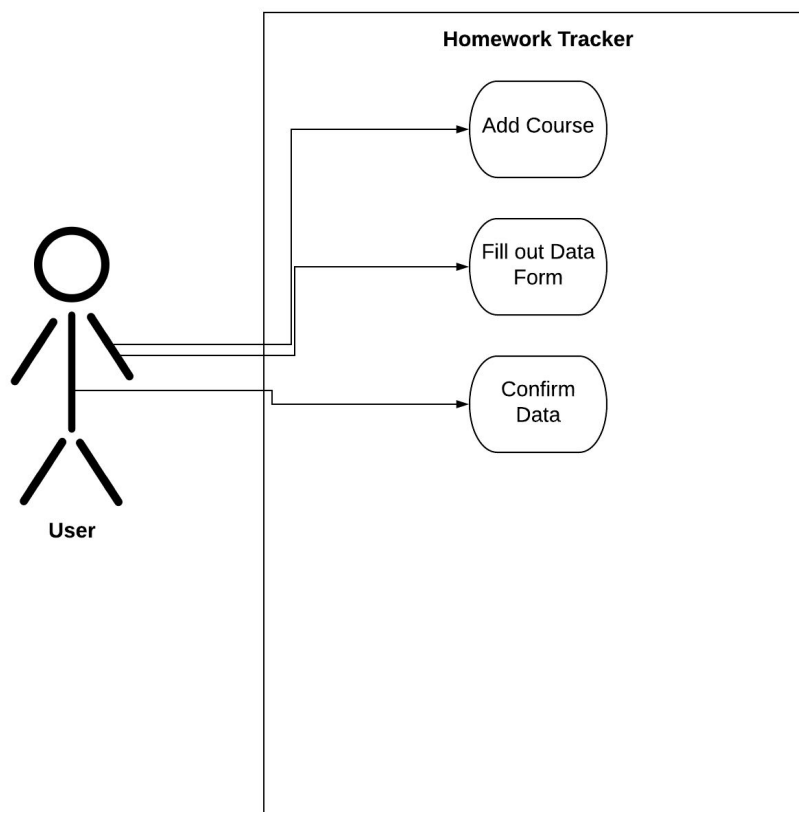 Homework Tracker
Add Course
Fill out Data
Form
Confirm
Data
User